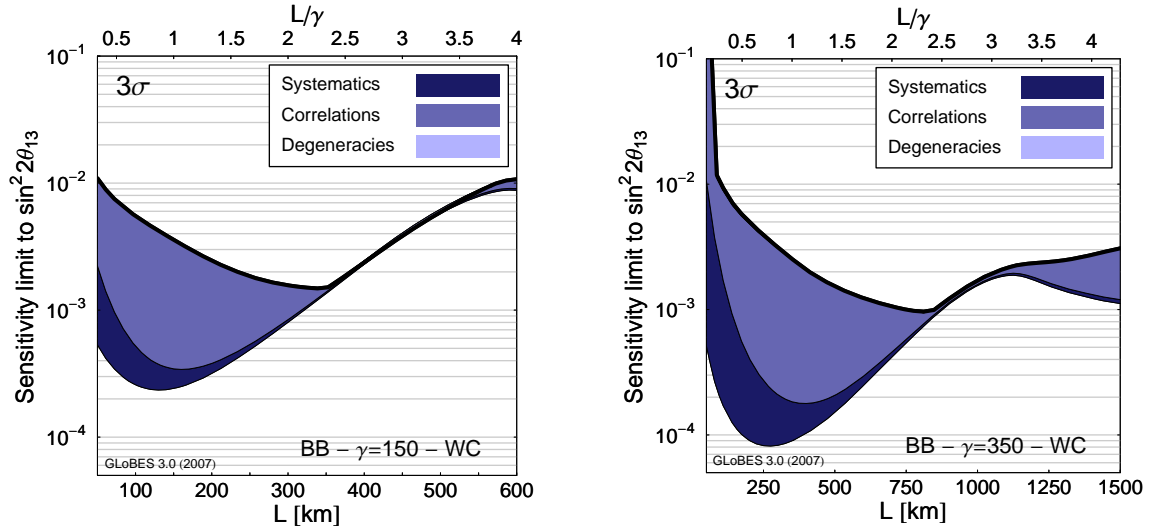 L/γ
0.5 1 1.5 2 2.5 3 3.5 4
10⁻¹
10⁻²
10⁻³
10⁻⁴
Sensitivity limit to sin² 2θ₁₃
3σ
Systematics
Correlations
Degeneracies
BB − γ=150 − WC
GLoBES 3.0 (2007)
100 200 300 400 500 600
L [km]
L/γ
0.5 1 1.5 2 2.5 3 3.5 4
10⁻¹
10⁻²
10⁻³
10⁻⁴
Sensitivity limit to sin² 2θ₁₃
3σ
Systematics
Correlations
Degeneracies
BB − γ=350 − WC
GLoBES 3.0 (2007)
250 500 750 1000 1250 1500
L [km]